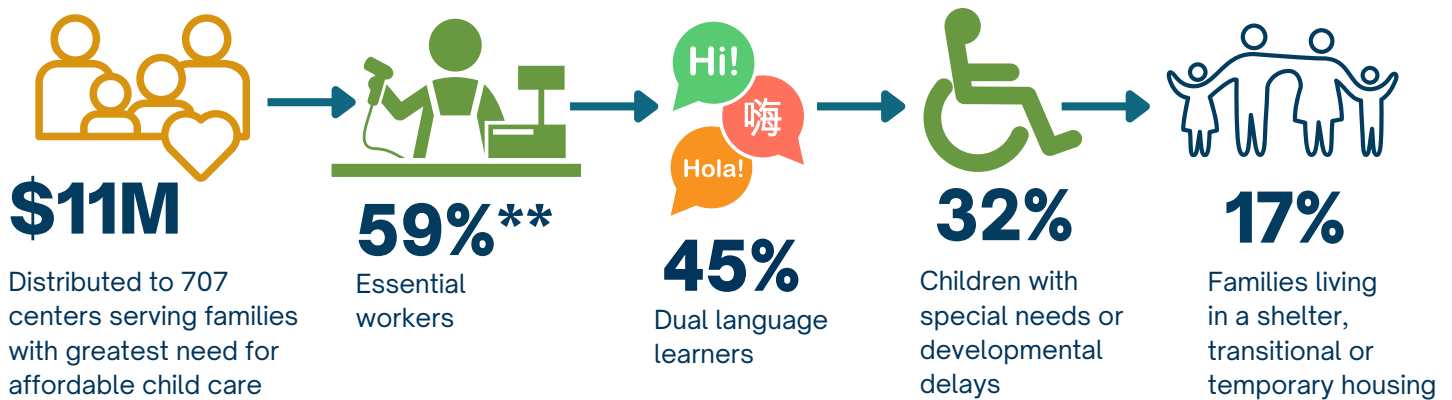 Hi!
嗨
Hola!
$11M
Distributed to 707
centers serving families
with greatest need for
affordable child care
59%**
Essential
workers
45%
Dual language
learners
32%
Children with
special needs or
developmental
delays
17%
Families living
in a shelter,
transitional or
temporary housing